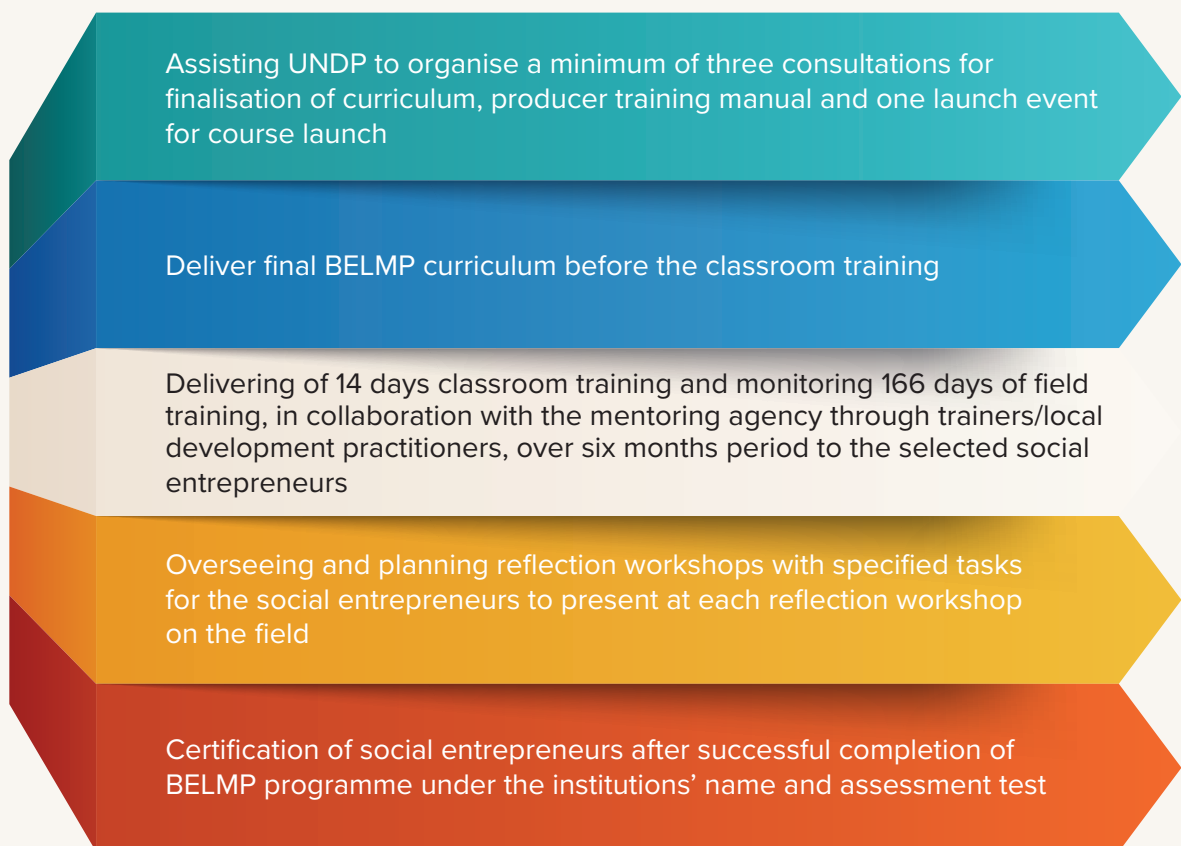 Assisting UNDP to organise a minimum of three consultations for
finalisation of curriculum, producer training manual and one launch event
for course launch
Deliver final BELMP curriculum before the classroom training
Delivering of 14 days classroom training and monitoring 166 days of field
training, in collaboration with the mentoring agency through trainers/local
development practitioners, over six months period to the selected social
entrepreneurs
Overseeing and planning reflection workshops with specified tasks
for the social entrepreneurs to present at each reflection workshop
on the field
Certification of social entrepreneurs after successful completion of
BELMP programme under the institutions’ name and assessment test